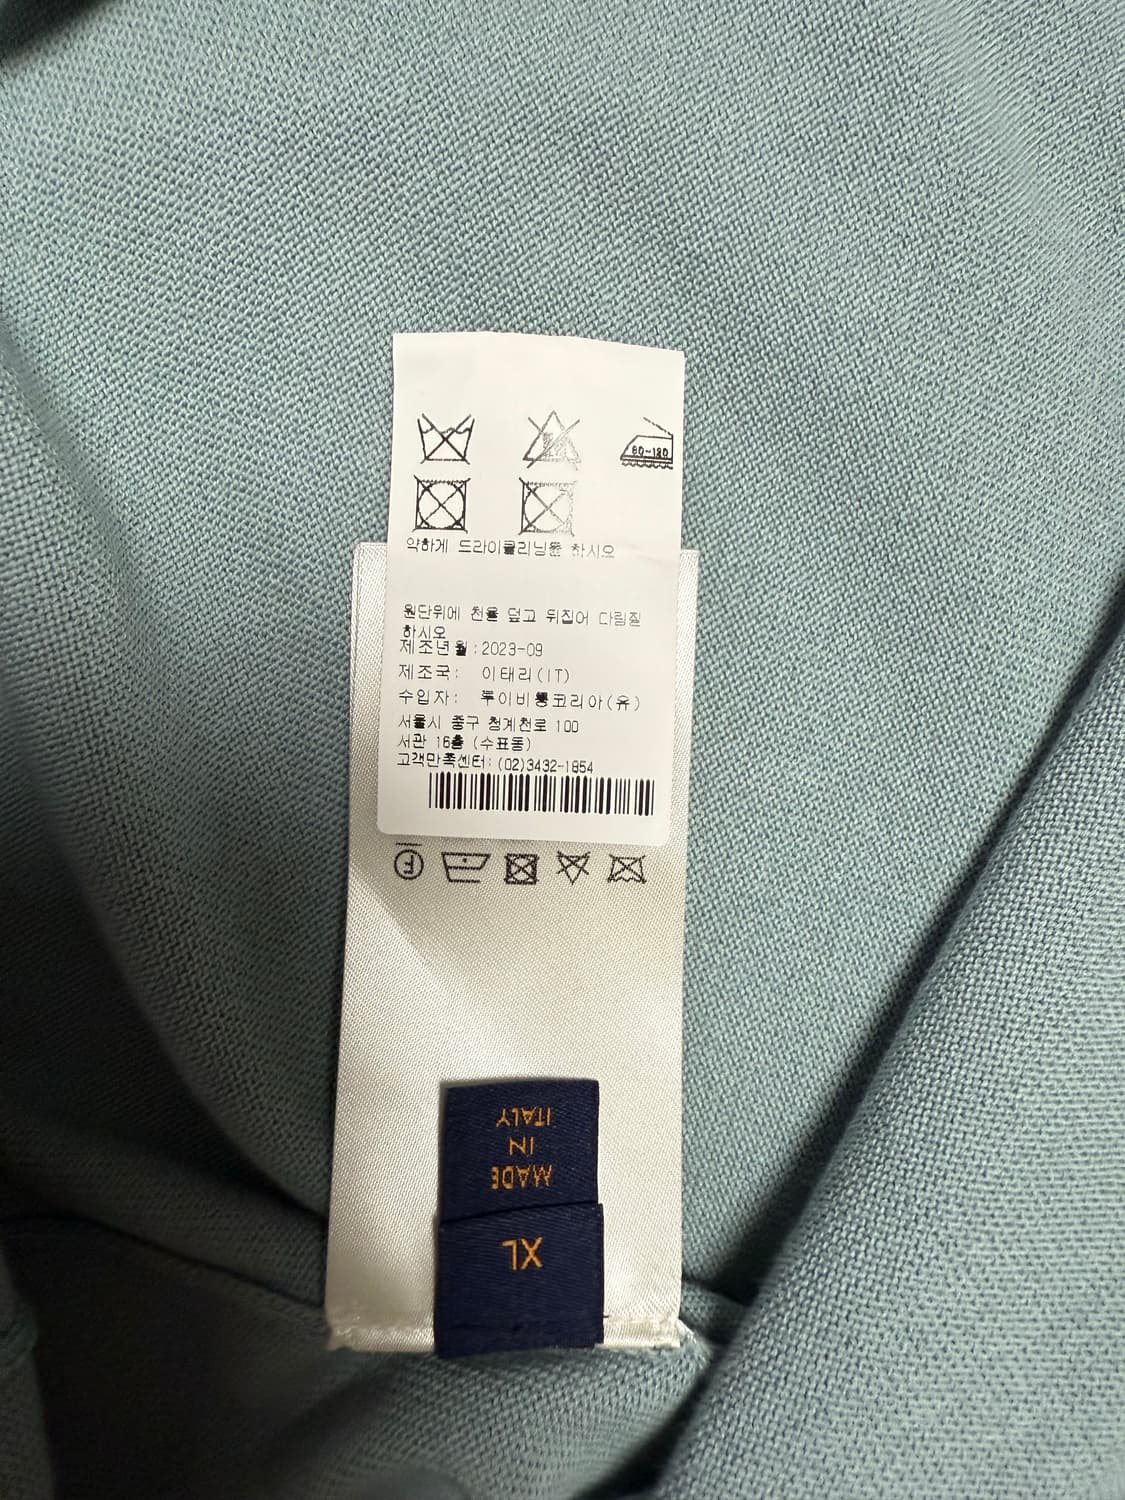 80~120
약하게 드라이클리닝을 하시오
원단위에 천을 덮고 뒤집어 다림질
하시오
제조년월:2023-09
제조국: 이태리(IT)
수입자: 루이비통코리아(유)
서울시 중구 청계천로 100
서관 16층 (수표동)
고객만족센터:(02)3432-1854
F
MADE
IN
ITALY
XL